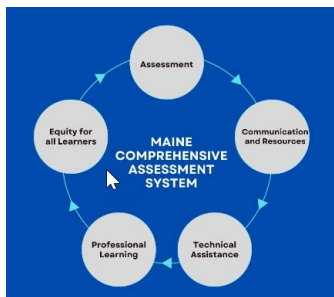 Assessment
Communication
and Resources
Technical
Assistance
Professional
Learning
Equity for
all Learners
MAINE
COMPREHENSIVE
ASSESSMENT
SYSTEM